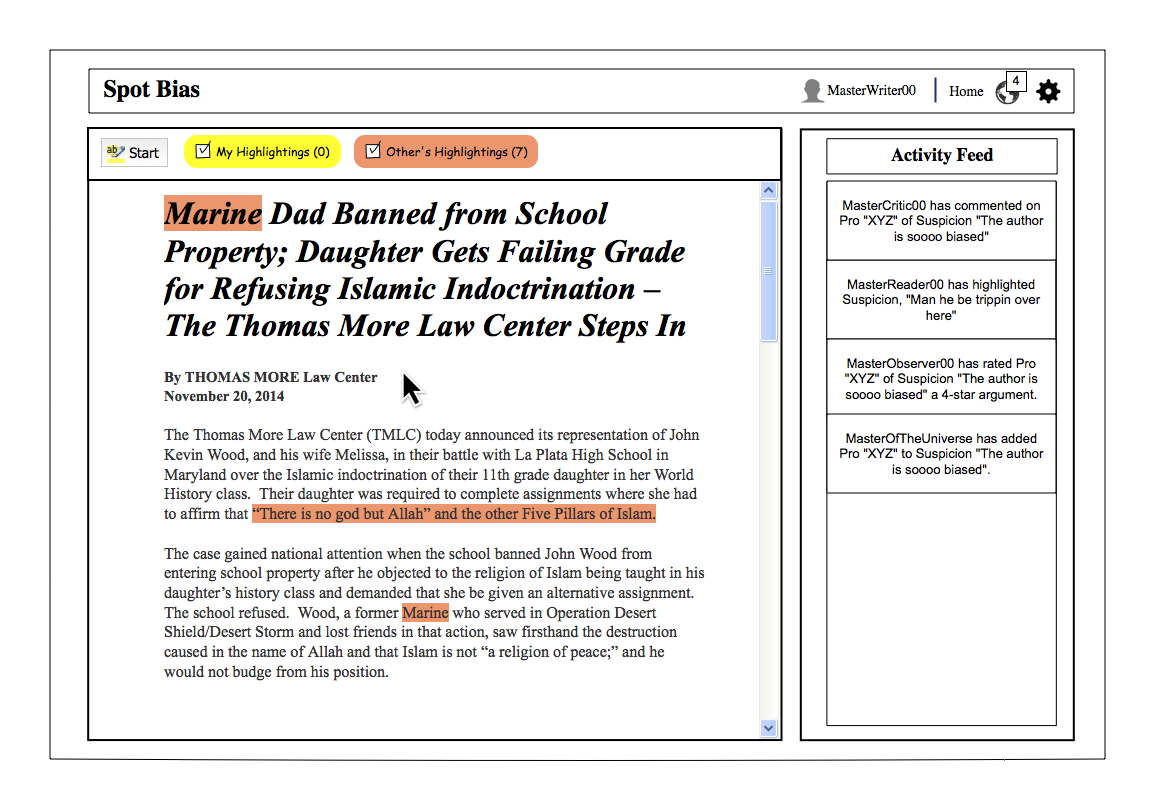 Spot Bias
MasterWriter00
Home
4
Start
My Highlightings (0)
Other's Highlightings (7)
Marine Dad Banned from School
Property; Daughter Gets Failing Grade
for Refusing Islamic Indoctrination –
The Thomas More Law Center Steps In
By THOMAS MORE Law Center
November 20, 2014
The Thomas More Law Center (TMLC) today announced its representation of John
Kevin Wood, and his wife Melissa, in their battle with La Plata High School in
Maryland over the Islamic indoctrination of their 11th grade daughter in her World
History class.  Their daughter was required to complete assignments where she had
to affirm that “There is no god but Allah” and the other Five Pillars of Islam.
The case gained national attention when the school banned John Wood from
entering school property after he objected to the religion of Islam being taught in his
daughter’s history class and demanded that she be given an alternative assignment.
The school refused.  Wood, a former Marine who served in Operation Desert
Shield/Desert Storm and lost friends in that action, saw firsthand the destruction
caused in the name of Allah and that Islam is not “a religion of peace;” and he
would not budge from his position.
Activity Feed
MasterCritic00 has commented on
Pro "XYZ" of Suspicion "The author
is soooo biased"
MasterReader00 has highlighted
Suspicion, "Man he be trippin over
here"
MasterObserver00 has rated Pro
"XYZ" of Suspicion "The author is
soooo biased" a 4-star argument.
MasterOfTheUniverse has added
Pro "XYZ" to Suspicion "The author
is soooo biased".